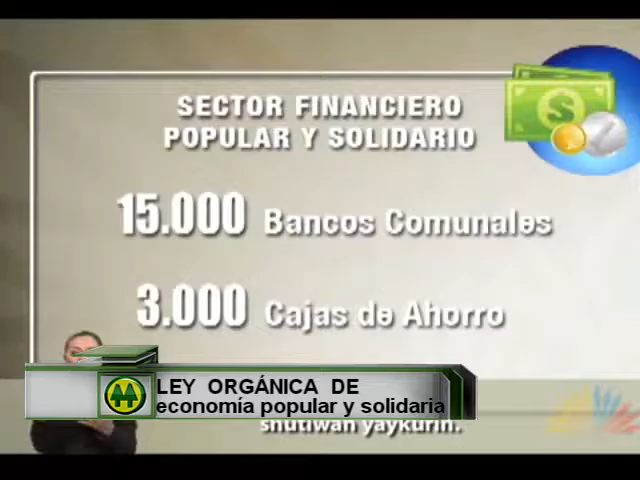 SECTOR FINANCIERO
POPULAR Y SOLIDARIO
15.000 Bancos Comunales
3.000 Cajas de Ahorro
LEY ORGÁNICA DE
economía popular y solidaria
shutiwan yaykurin.